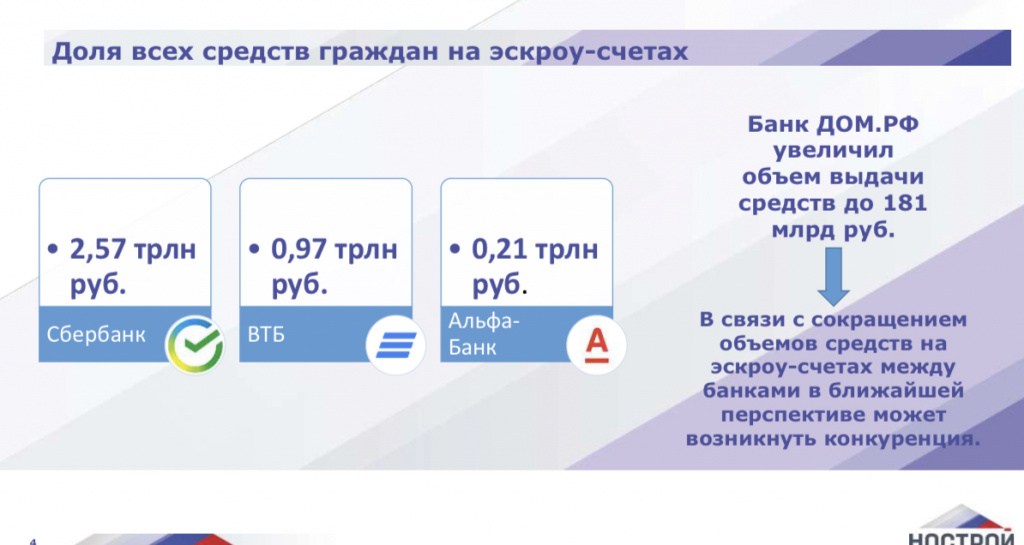 Доля всех средств граждан на эскроу-счетах
• 2,57 трлн
руб.
Сбербанк
• 0,97 трлн
руб.
ВТБ
• 0,21 трлн
руб.
Альфа-
Банк
А
Банк ДОМ.РФ
увеличил
объем выдачи
средств до 181
млрд руб.
В связи с сокращением
объемов средств на
эскроу-счетах между
банками в ближайшей
перспективе может
возникнуть конкуренция.
4
НОСТРОЙ